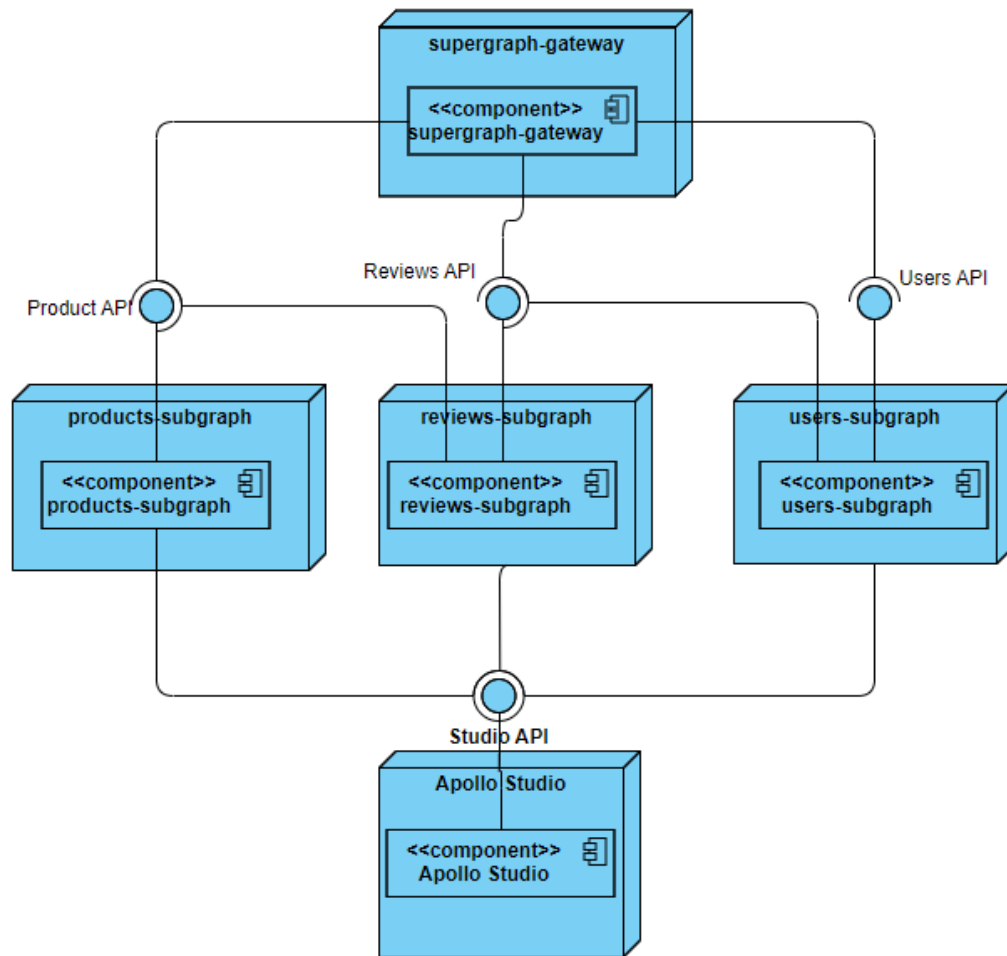 supergraph-gateway
<<component>>
supergraph-gateway
Reviews API
Users API
Product API
products-subgraph
reviews-subgraph
users-subgraph
<<component>>
products-subgraph
<<component>>
reviews-subgraph
<<component>>
users-subgraph
Studio API
Apollo Studio
<<component>>
Apollo Studio